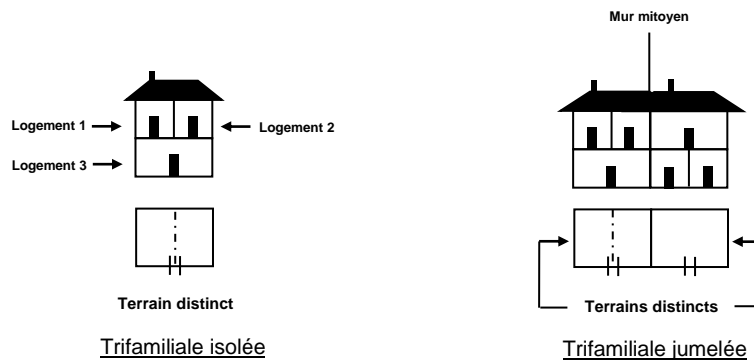 Mur mitoyen
Logement 1
Logement 2
Logement 3
Terrain distinct
Terrains distincts
Trifamiliale isolée
Trifamiliale jumelée